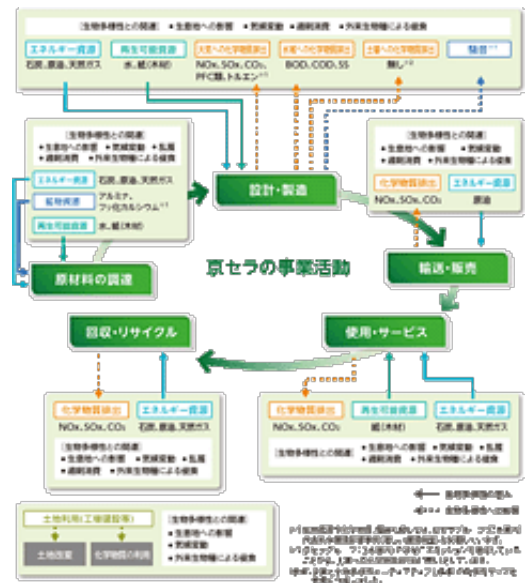 [生物多様性との関連] ●生息地への影響 ●気候変動 ●過剰消費 ●外来生物種による侵食
エネルギー資源
石炭、原油、天然ガス
再生可能資源
水、紙(木材)
大気への化学物質排出
NOx、SOx、CO₂、
PFC類、トルエン
水域への化学物質排出
BOD、COD、SS
土壌への化学物質排出
無し
騒音
[生物多様性との関連]
●生息地への影響 ●気候変動 ●乱獲
●過剰消費 ●外来生物種による侵食
エネルギー資源 石炭、原油、天然ガス
鉱物資源 アルミナ、
フッ化カルシウム
再生可能資源 水、紙(木材)
設計・製造
[生物多様性との関連]
●生息地への影響 ●気候変動
●過剰消費 ●外来生物種による侵食
化学物質排出
NOx、SOx、CO₂
エネルギー資源
原油
原材料の調達
京セラの事業活動
輸送・販売
回収・リサイクル
使用・サービス
化学物質排出
NOx、SOx、CO₂
エネルギー資源
石炭、原油、天然ガス
[生物多様性との関連]
●生息地への影響 ●気候変動 ●乱獲
●過剰消費 ●外来生物種による侵食
化学物質排出
NOx、SOx、CO₂
再生可能資源
紙(木材)
エネルギー資源
石炭、原油、天然ガス
[生物多様性との関連]
●生息地への影響 ●気候変動 ●乱獲
●過剰消費 ●外来生物種による侵食
土地利用(工場建設等)
土地改変
化学物質の利用
[生物多様性との関連]
●生息地への影響
●気候変動
●外来生物種による侵食